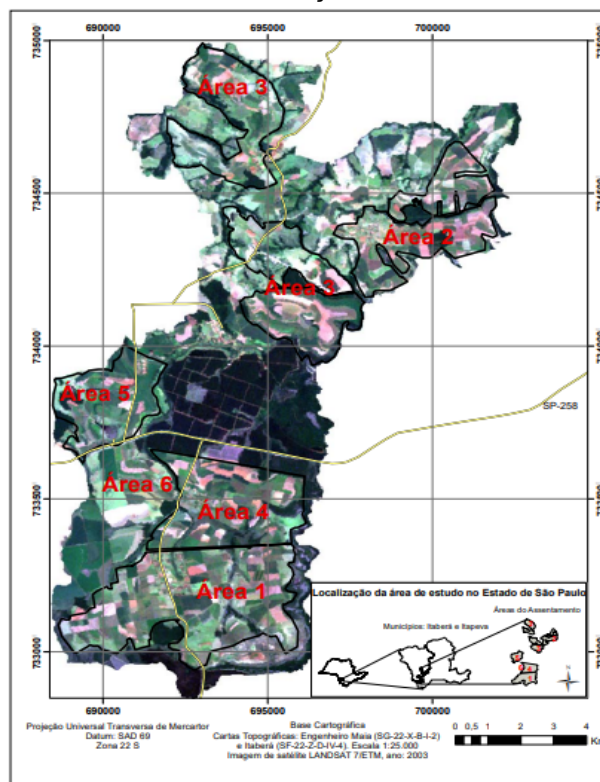 690000 695000 700000
735000 735000
Área 3
734500 734500
Área 2
Área 3
734000 734000
Área 5
SP-258
Área 6
733500
Área 4
Área 1
Localização da área de estudo no Estado de São Paulo
Áreas do Assentamento
Municípios: Itaberá e Itapeva
733000 733000
N
690000 695000 700000
Projeção Universal Transversa de Mercartor
Datum: SAD 69
Zona 22 S
Base Cartográfica
Cartas Topográficas: Engenheiro Maia (SG-22-X-B-I-2)
e Itaberá (SF-22-Z-D-IV-4). Escala 1:25.000
Imagem de satélite LANDSAT 7/ETM, ano: 2003
0 0,5 1 2 3 4
K